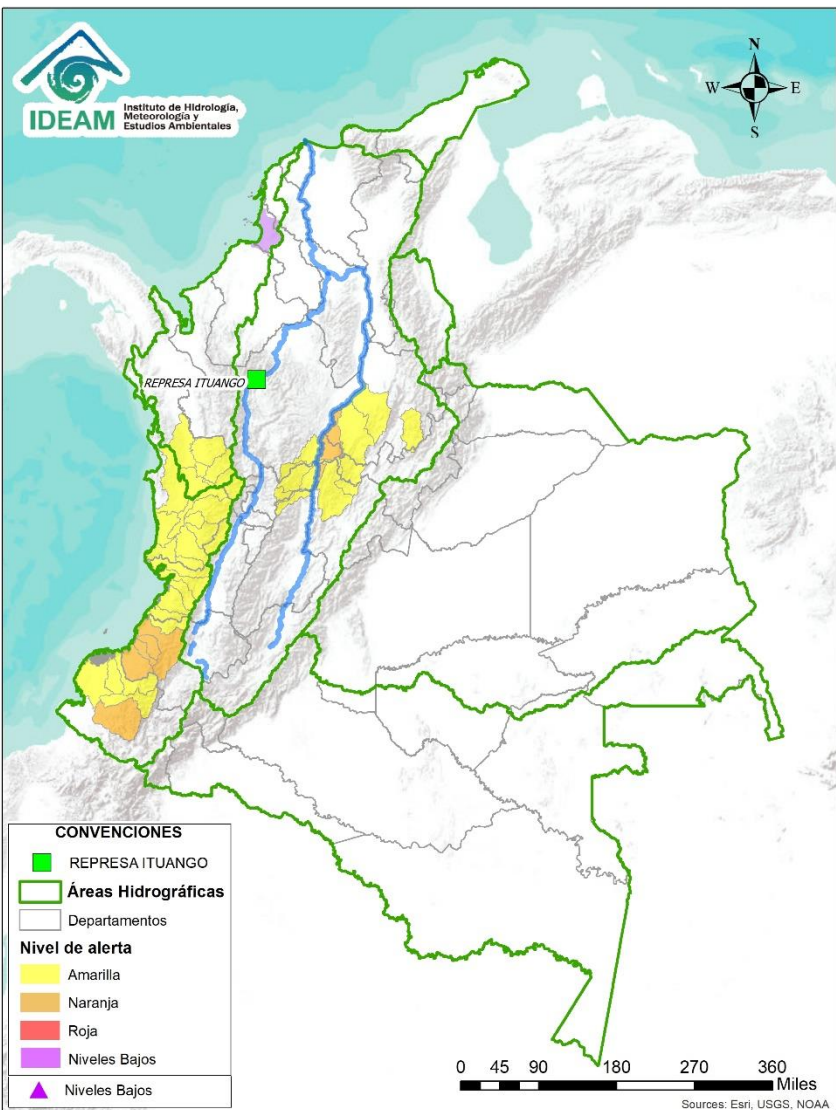 IDEAM
Instituto de Hidrología,
Meteorología y
Estudios Ambientales
N
W
E
S
REPRESA ITUANGO
CONVENCIONES
REPRESA ITUANGO
Áreas Hidrográficas
Departamentos
Nivel de alerta
Amarilla
Naranja
Roja
Niveles Bajos
Niveles Bajos
0 45 90 180 270 360
Miles
Sources: Esri, USGS, NOAA